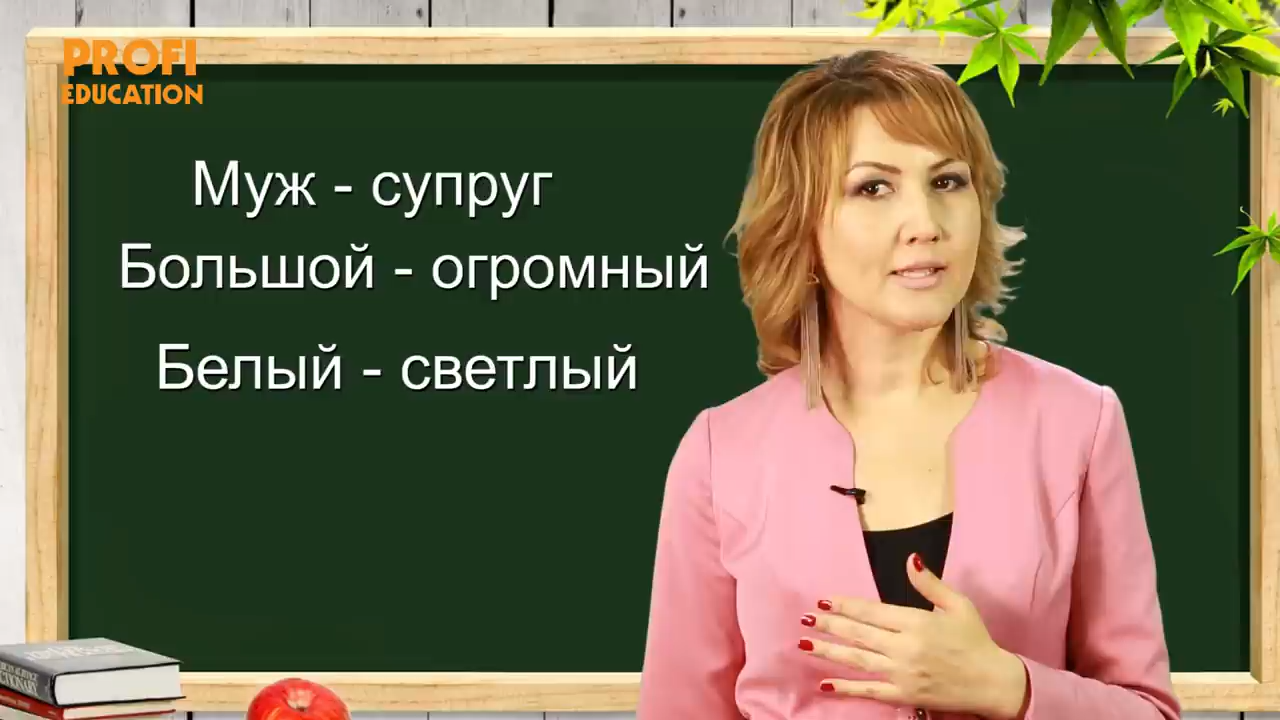 PROFI
EDUCATION
Муж - супруг
Большой - огромный
Белый - светлый